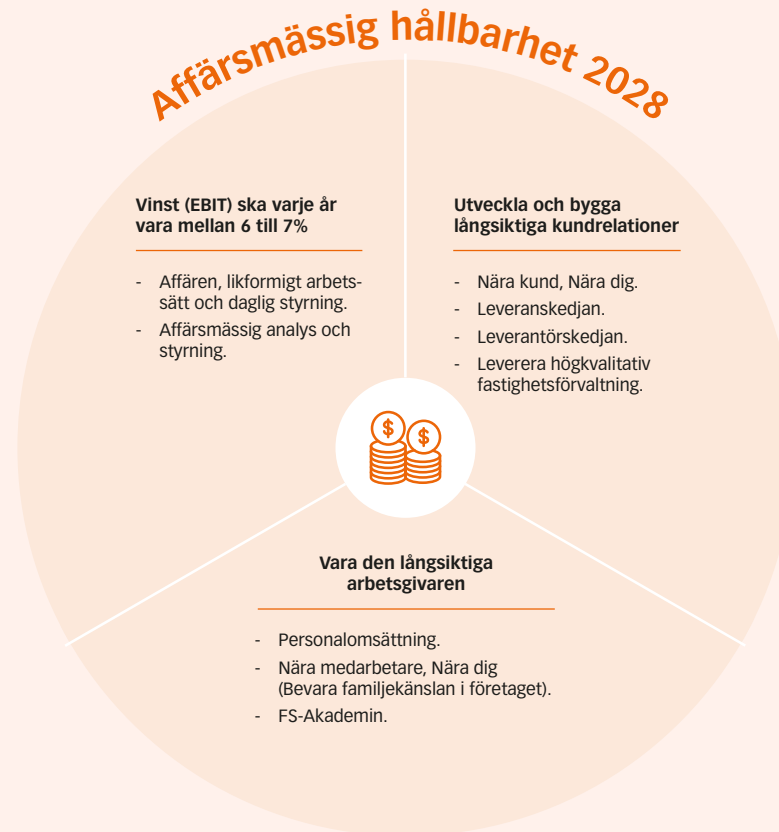 Affärsmässig hållbarhet 2028
Vinst (EBIT) ska varje år
vara mellan 6 till 7%
- Affären, likformigt arbets-
sätt och daglig styrning.
- Affärsmässig analys och
styrning.
Utveckla och bygga
långsiktiga kundrelationer
- Nära kund, Nära dig.
- Leveranskedjan.
- Leverantörskedjan.
- Leverera högkvalitativ
fastighetsförvaltning.
$
$
Vara den långsiktiga
arbetsgivaren
- Personalomsättning.
- Nära medarbetare, Nära dig
(Bevara familjekänslan i företaget).
- FS-Akademin.